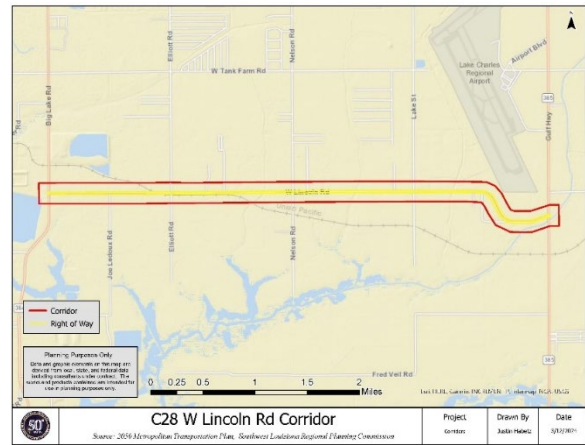 Elliott Rd
Nelson Rd
Airport Blvd
Lake Charles
Regional
Airport
W Tank Farm Rd
Big Lake Rd
Lake St
385
Gulf Hwy
W Lincoln Rd
Union Pacific
Joe Ledoux Rd
Elliott Rd
Nelson Rd
384
385
Corridor
Right of Way
Fred Veil Rd
Planning Purposes Only
0 0.25 0.5 1 1.5 2
Miles
50
C28 W Lincoln Rd Corridor
Source: 2050 Metropolitan Transportation Plan, Southwest Louisiana Regional Planning Commission
Project
Corridors
Drawn By
Date